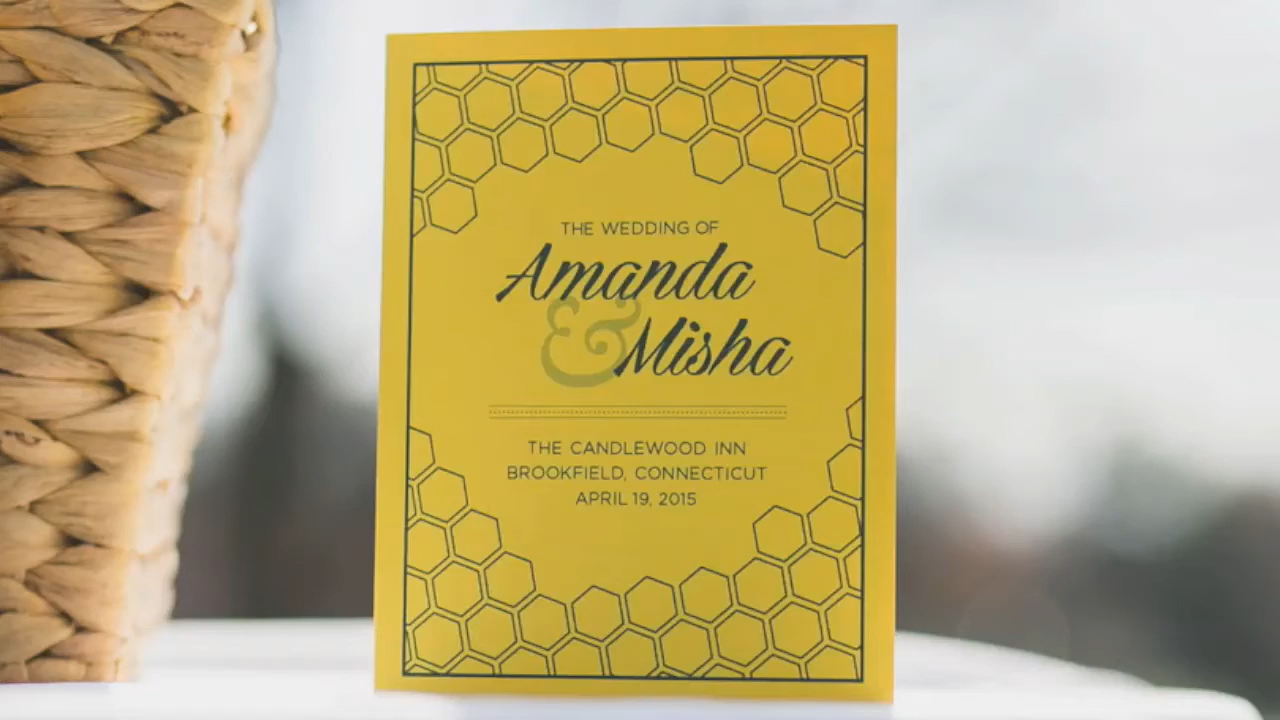 THE WEDDING OF
Amanda
&
Misha
THE CANDLEWOOD INN
BROOKFIELD, CONNECTICUT
APRIL 19, 2015